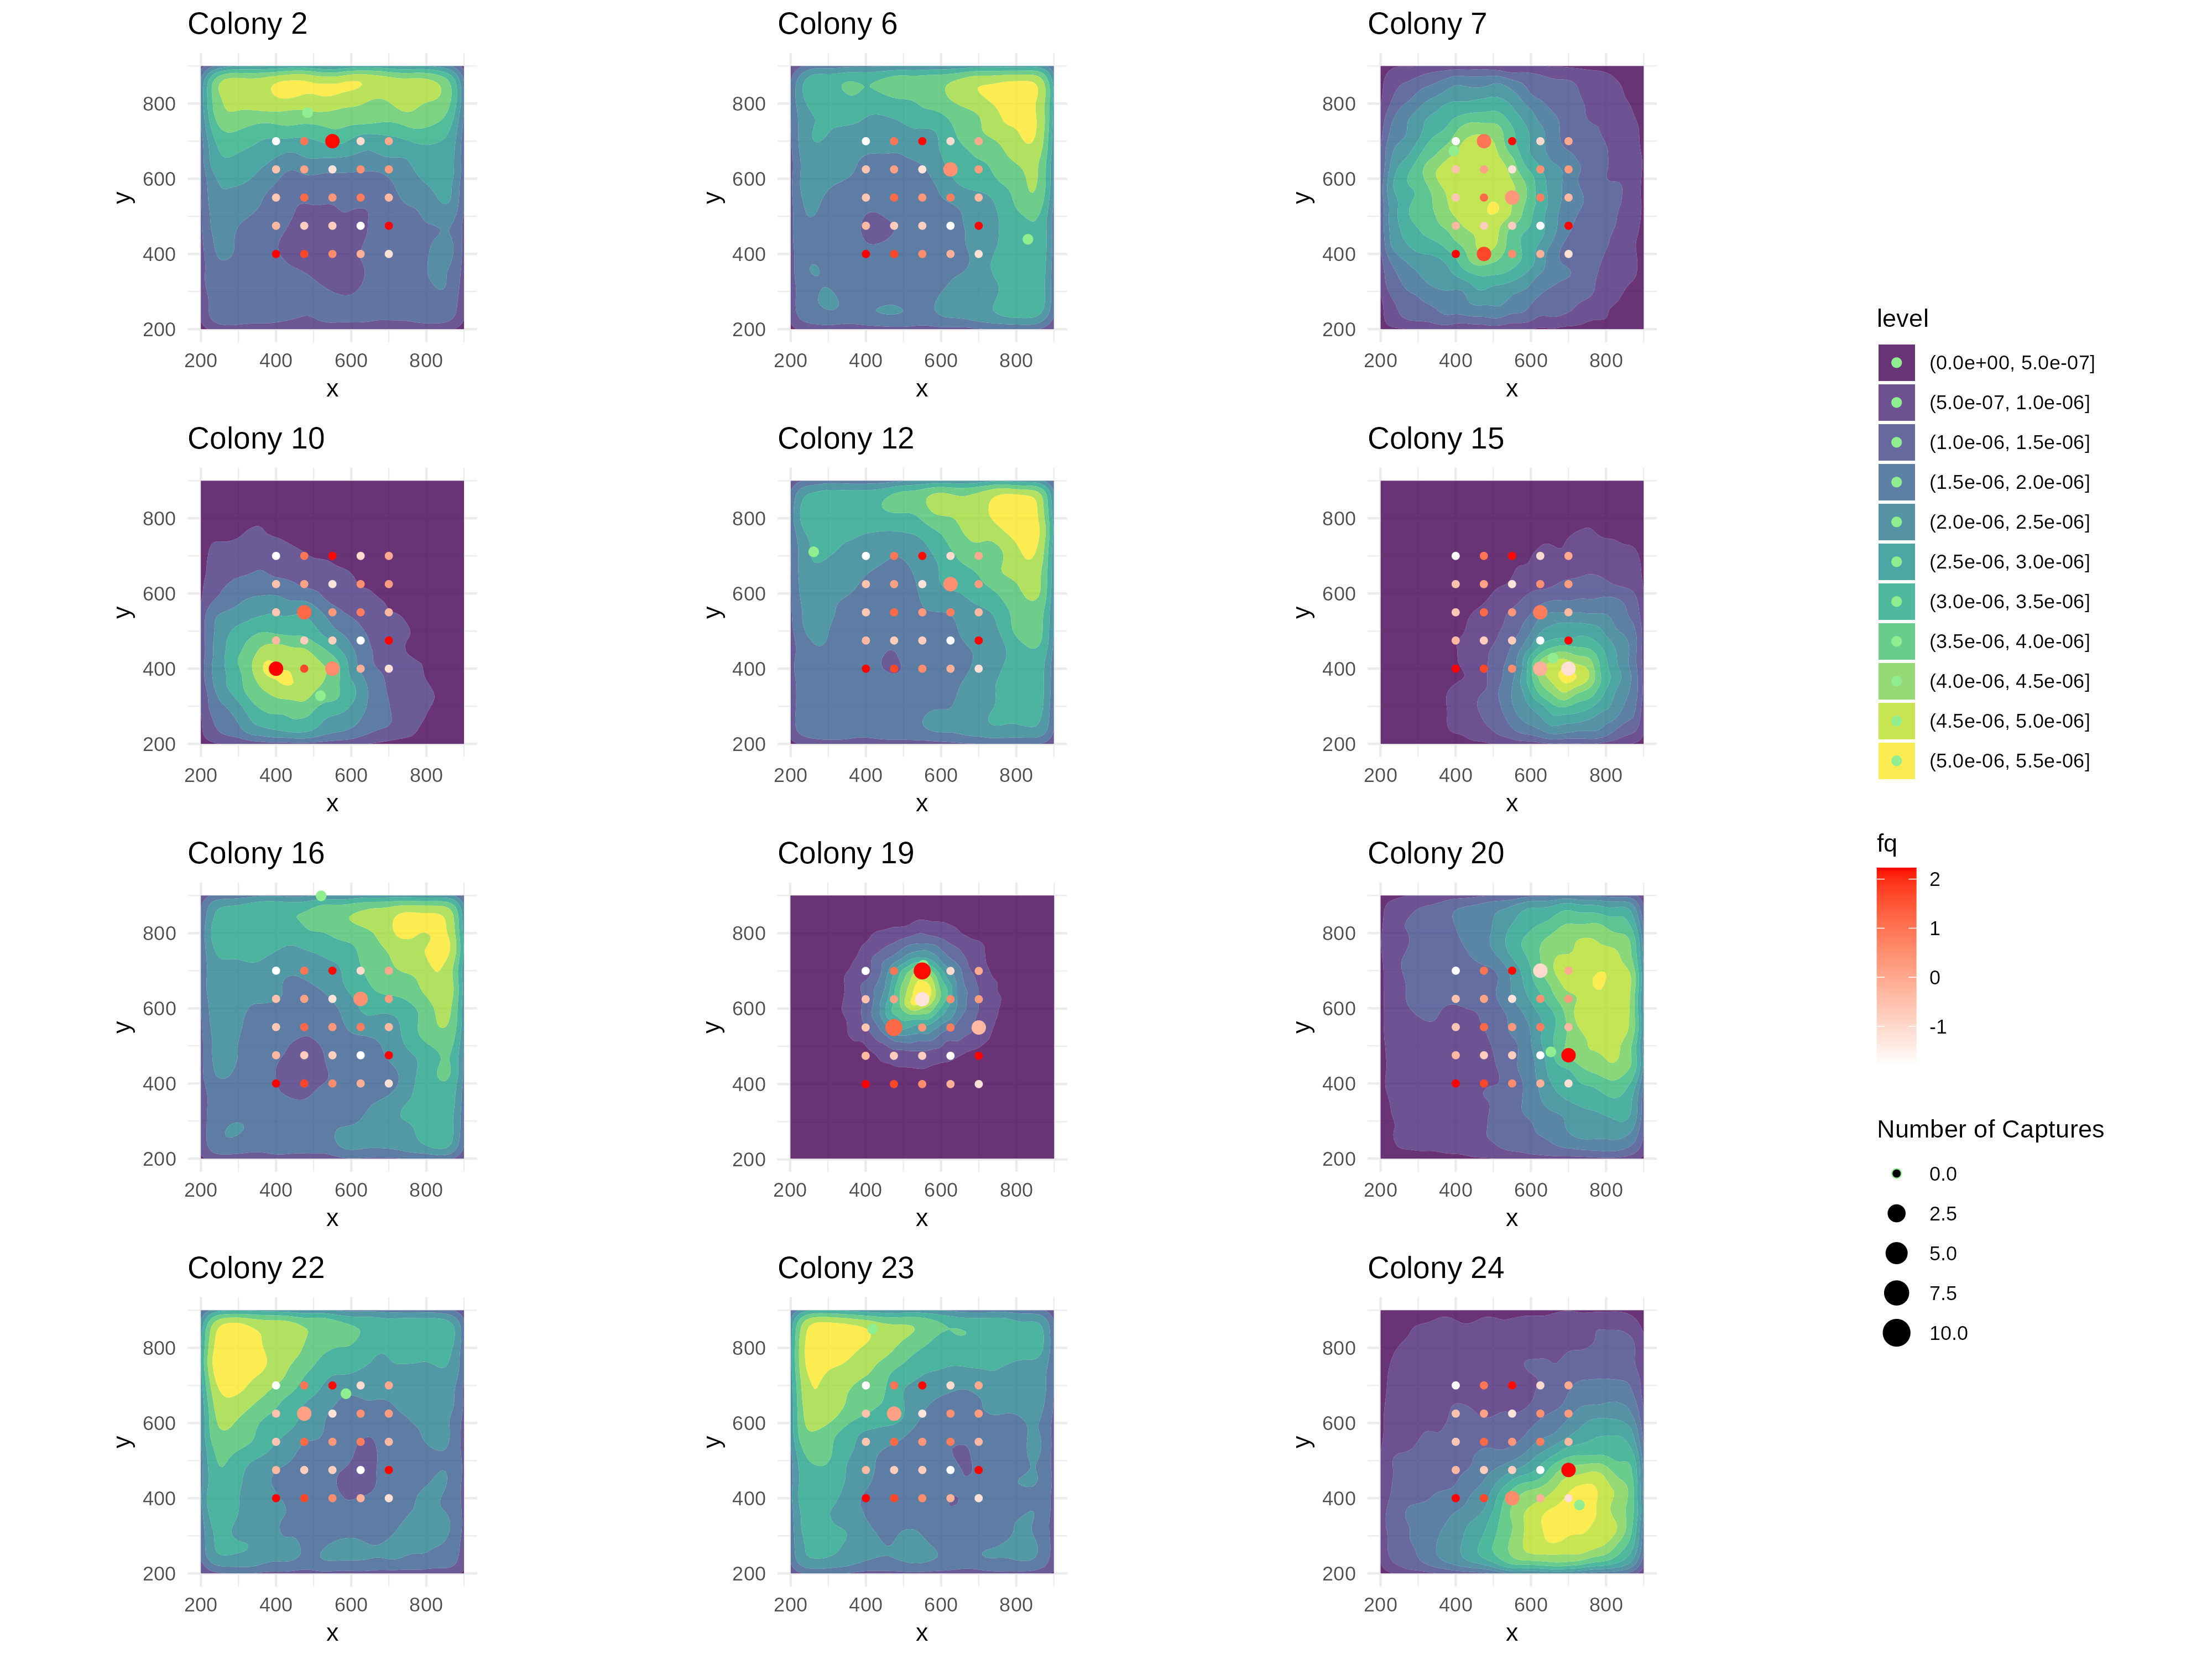 Colony 2
Colony 6
Colony 7
800
600
400
200
y
200 400 600 800
x
800
600
400
200
y
200 400 600 800
x
800
600
400
200
y
200 400 600 800
x
Colony 10
Colony 12
Colony 15
800
600
400
200
y
200 400 600 800
x
800
600
400
200
y
200 400 600 800
x
800
600
400
200
y
200 400 600 800
x
Colony 16
Colony 19
Colony 20
800
600
400
200
y
200 400 600 800
x
800
600
400
200
y
200 400 600 800
x
800
600
400
200
y
200 400 600 800
x
Colony 22
Colony 23
Colony 24
800
600
400
200
y
200 400 600 800
x
800
600
400
200
y
200 400 600 800
x
800
600
400
200
y
200 400 600 800
x
level
(0.0e+00, 5.0e-07]
(5.0e-07, 1.0e-06]
(1.0e-06, 1.5e-06]
(1.5e-06, 2.0e-06]
(2.0e-06, 2.5e-06]
(2.5e-06, 3.0e-06]
(3.0e-06, 3.5e-06]
(3.5e-06, 4.0e-06]
(4.0e-06, 4.5e-06]
(4.5e-06, 5.0e-06]
(5.0e-06, 5.5e-06]
fq
2
1
0
-1
Number of Captures
0.0
2.5
5.0
7.5
10.0